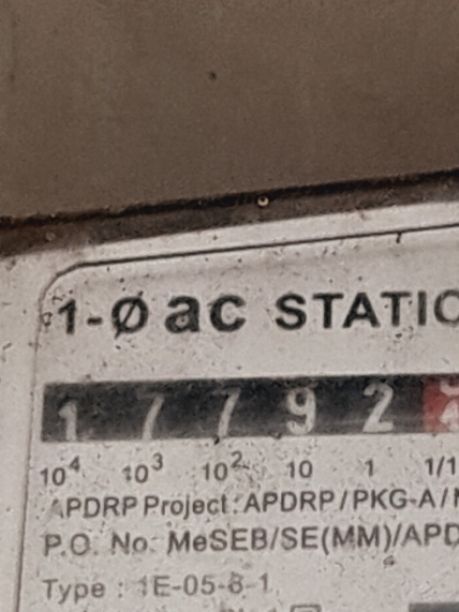 1-Ø ac STATIC
1 7 7 9 2 4
10⁴ 10³ 10² 10 1 1/1
APDRP Project: APDRP/PKG-A/
P.O. No: MeSEB/SE(MM)/APD
Type : 1E-05-8-1